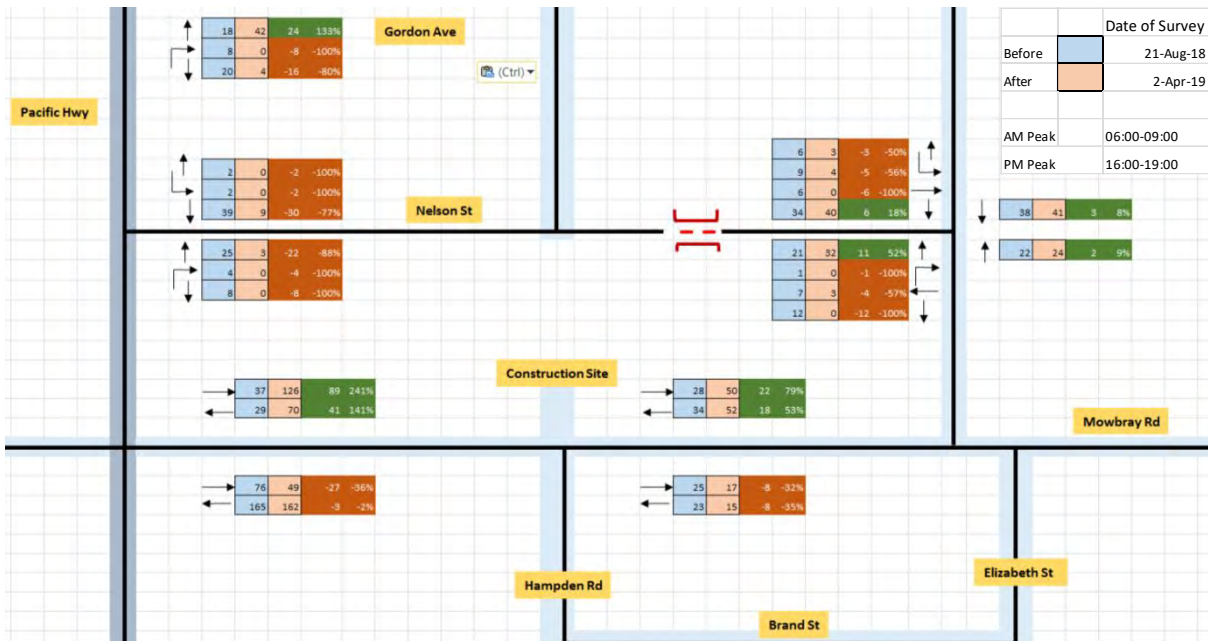 Date of Survey
Before 21-Aug-18
After 2-Apr-19
AM Peak 06:00-09:00
PM Peak 16:00-19:00
18 42 24 133%
8 0 -8 -100%
20 4 -16 -80%
Gordon Ave
(Ctrl)
Pacific Hwy
2 0 -2 -100%
2 0 -2 -100%
39 9 -30 -77%
Nelson St
6 3 -3 -50%
9 4 -5 -56%
6 0 -6 -100%
34 40 6 18%
38 41 3 8%
22 24 2 9%
25 3 -22 -88%
4 0 -4 -100%
8 0 -8 -100%
21 32 11 52%
1 0 -1 -100%
7 3 -4 -57%
12 0 -12 -100%
Construction Site
37 126 89 241%
29 70 41 141%
28 50 22 79%
34 52 18 53%
Mowbray Rd
76 49 -27 -36%
165 162 -3 -2%
25 17 -8 -32%
23 15 -8 -35%
Hampden Rd
Elizabeth St
Brand St